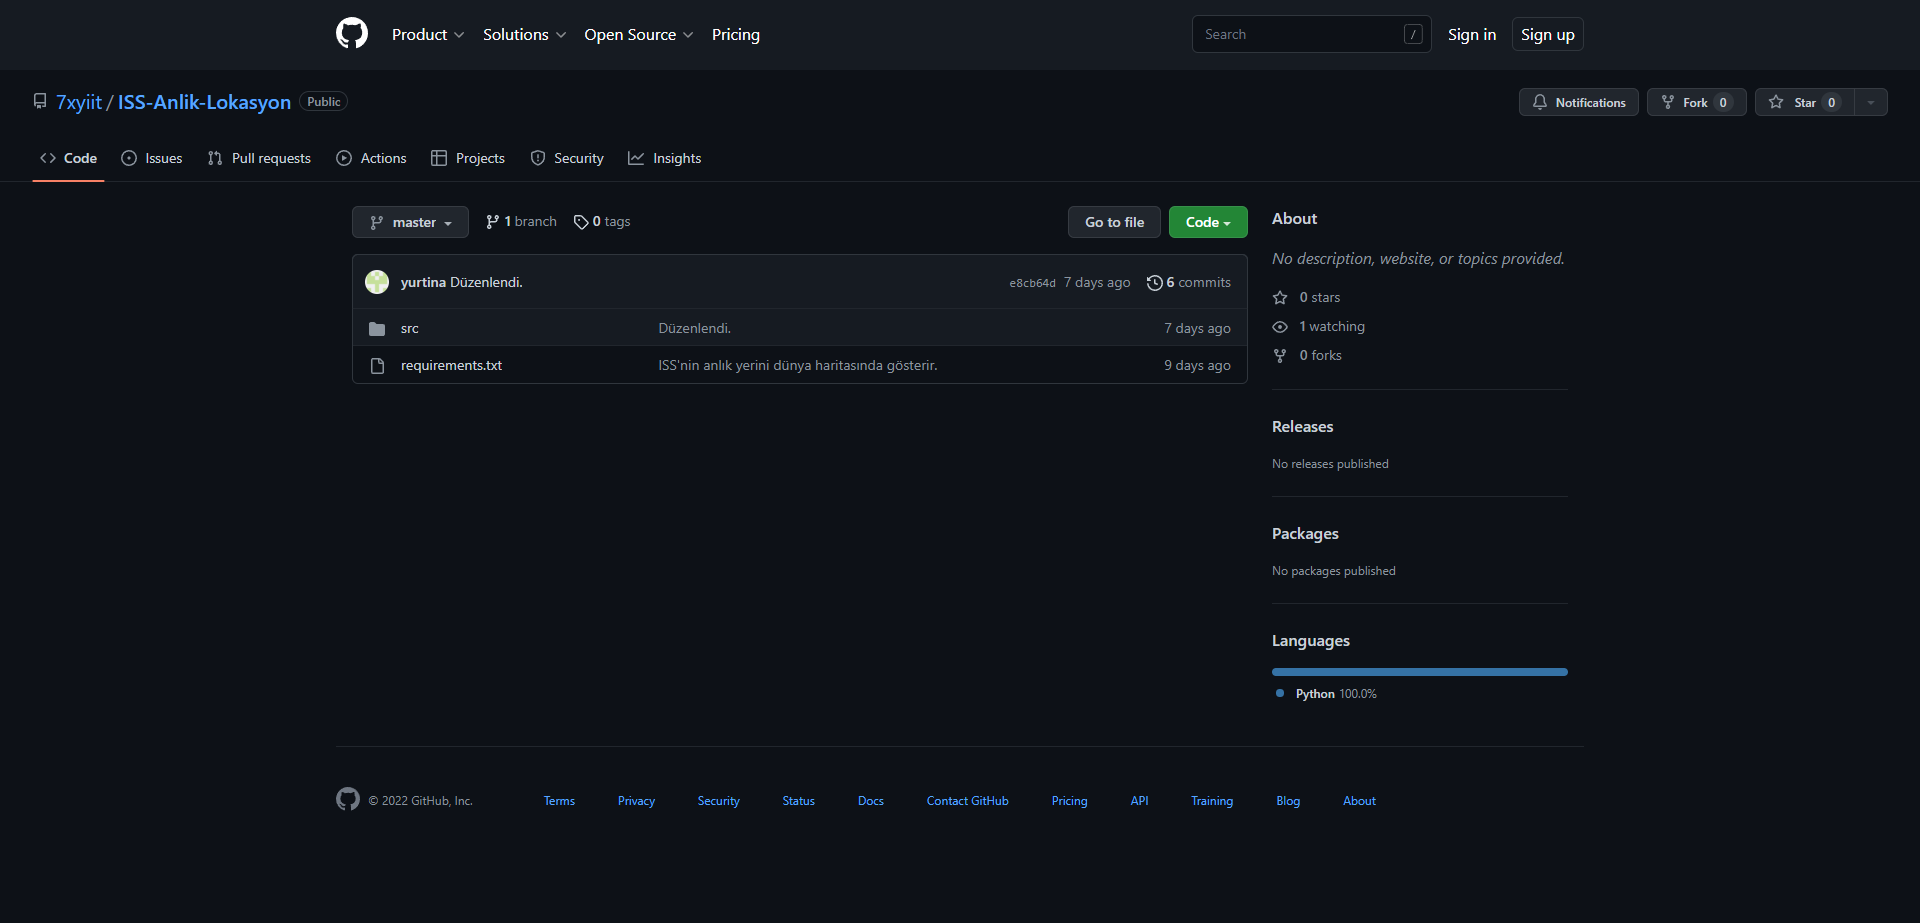 Product Solutions Open Source Pricing Search / Sign in Sign up
7xyiit / ISS-Anlik-Lokasyon Public Notifications Fork 0 Star 0
Code Issues Pull requests Actions Projects Security Insights
master 1 branch 0 tags Go to file Code
yurtina Düzenlendi. e8cb64d 7 days ago 6 commits
src Düzenlendi. 7 days ago
requirements.txt ISS'nin anlık yerini dünya haritasında gösterir. 9 days ago
About
No description, website, or topics provided.
0 stars
1 watching
0 forks
Releases
No releases published
Packages
No packages published
Languages
Python 100.0%
© 2022 GitHub, Inc. Terms Privacy Security Status Docs Contact GitHub Pricing API Training Blog About